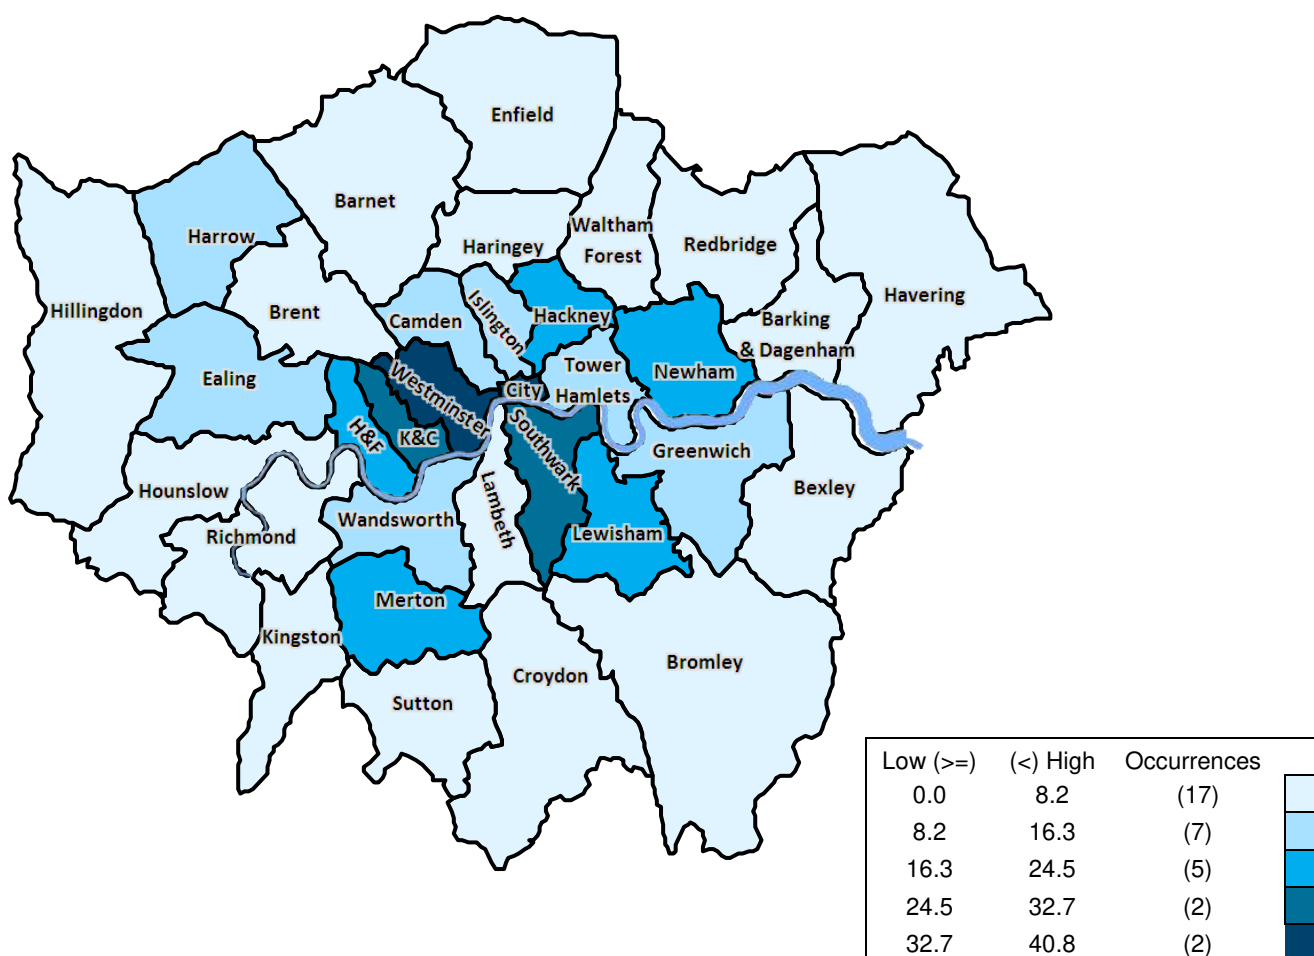 Enfield
Barnet
Harrow
Haringey
Waltham
Forest
Redbridge
Havering
Hillingdon
Brent
Camden
Islington
Hackney
Barking
& Dagenham
Ealing
Tower
Hamlets
Newham
Westminster
City
H&F
K&C
Southwark
Greenwich
Hounslow
Lambeth
Bexley
Richmond
Wandsworth
Lewisham
Merton
Kingston
Sutton
Croydon
Bromley
Low (>=) (<) High Occurrences
0.0 8.2 (17)
8.2 16.3 (7)
16.3 24.5 (5)
24.5 32.7 (2)
32.7 40.8 (2)